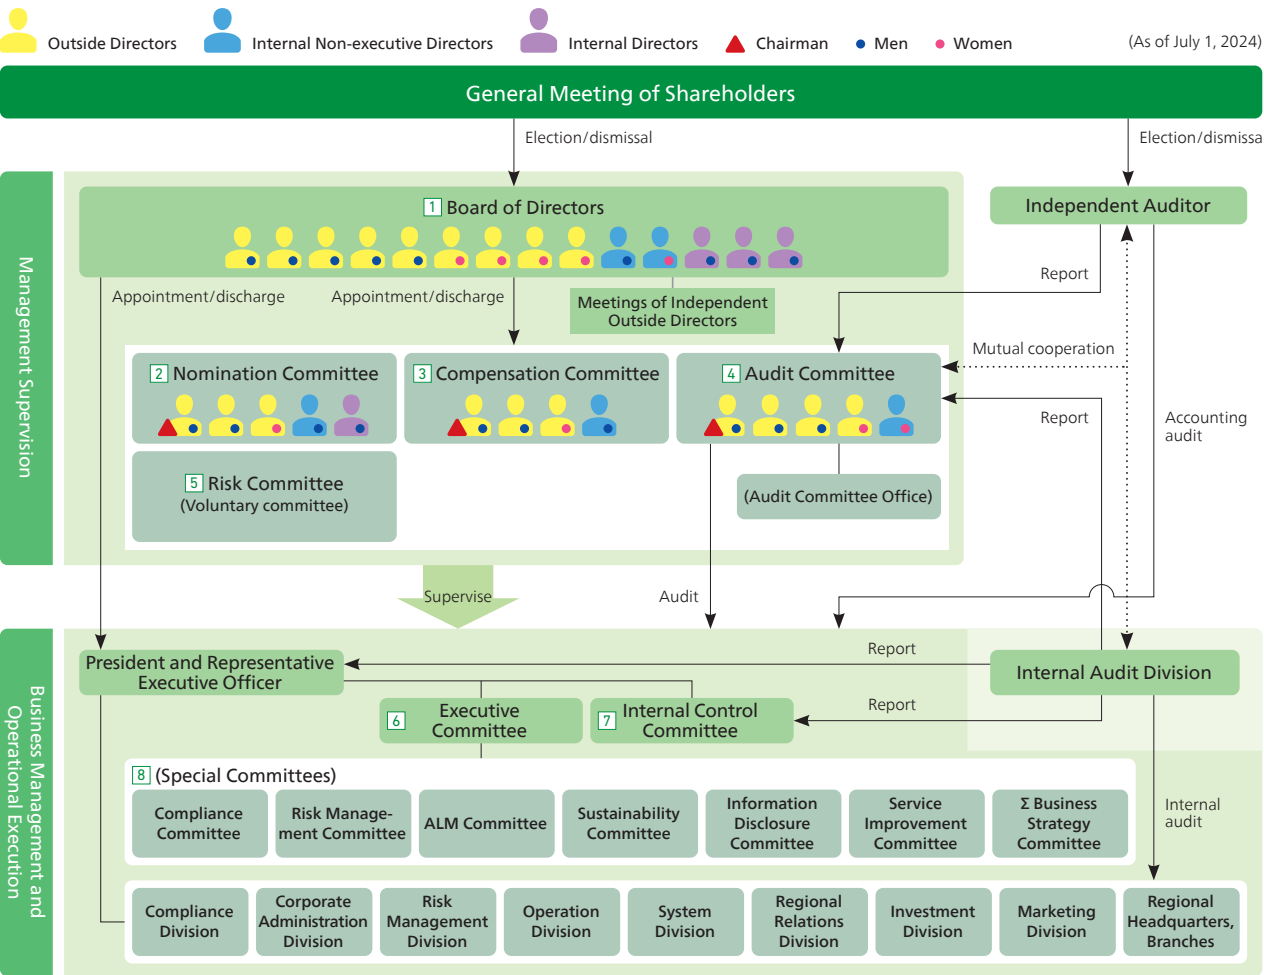 Outside Directors
Internal Non-executive Directors
Internal Directors
Chairman
Men
Women
(As of July 1, 2024)
General Meeting of Shareholders
Election/dismissal
Election/dismissa
Management Supervision
1 Board of Directors
Independent Auditor
Appointment/discharge
Appointment/discharge
Meetings of Independent
Outside Directors
Report
Mutual cooperation
2 Nomination Committee
3 Compensation Committee
4 Audit Committee
Report
Accounting
audit
5 Risk Committee
(Voluntary committee)
(Audit Committee Office)
Supervise
Audit
Business Management and
Operational Execution
President and Representative
Executive Officer
Report
Internal Audit Division
6 Executive
Committee
7 Internal Control
Committee
Report
8 (Special Committees)
Compliance
Committee
Risk Manage-
ment Committee
ALM Committee
Sustainability
Committee
Information
Disclosure
Committee
Service
Improvement
Committee
Σ Business
Strategy
Committee
Internal
audit
Compliance
Division
Corporate
Administration
Division
Risk
Management
Division
Operation
Division
System
Division
Regional
Relations
Division
Investment
Division
Marketing
Division
Regional
Headquarters,
Branches